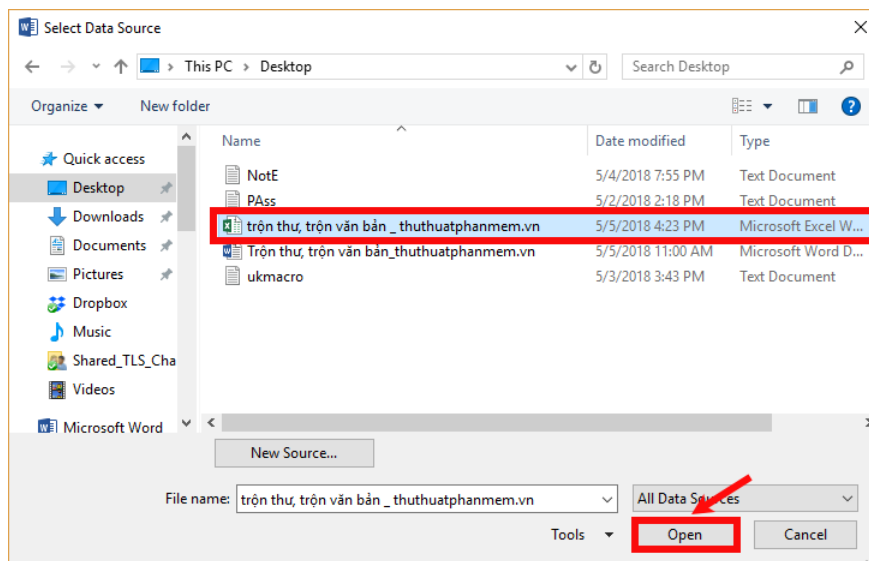 Select Data Source
This PC > Desktop
Search Desktop
Organize
New folder
Name
Date modified
Type
Quick access
Desktop
Downloads
Documents
Pictures
Dropbox
Music
Shared_TLS_Cha
Videos
Microsoft Word
NotE 5/4/2018 7:55 PM Text Document
PAss 5/2/2018 2:18 PM Text Document
trộn thư, trộn văn bản _ thuthuatphanmem.vn 5/5/2018 4:23 PM Microsoft Excel W...
Trộn thư, trộn văn bản_thuthuatphanmem.vn 5/5/2018 11:00 AM Microsoft Word D...
ukmacro 5/3/2018 3:43 PM Text Document
New Source...
File name: trộn thư, trộn văn bản _ thuthuatphanmem.vn
All Data Sources
Tools
Open
Cancel